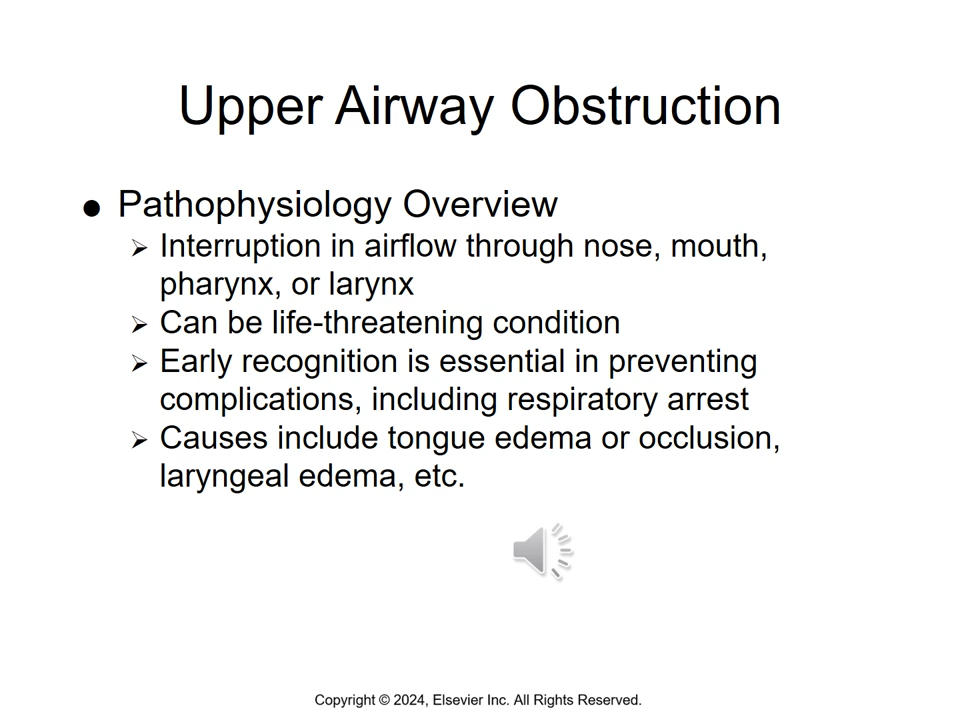 Upper Airway Obstruction
● Pathophysiology Overview
➢ Interruption in airflow through nose, mouth,
pharynx, or larynx
➢ Can be life-threatening condition
➢ Early recognition is essential in preventing
complications, including respiratory arrest
➢ Causes include tongue edema or occlusion,
laryngeal edema, etc.
Copyright © 2024, Elsevier Inc. All Rights Reserved.